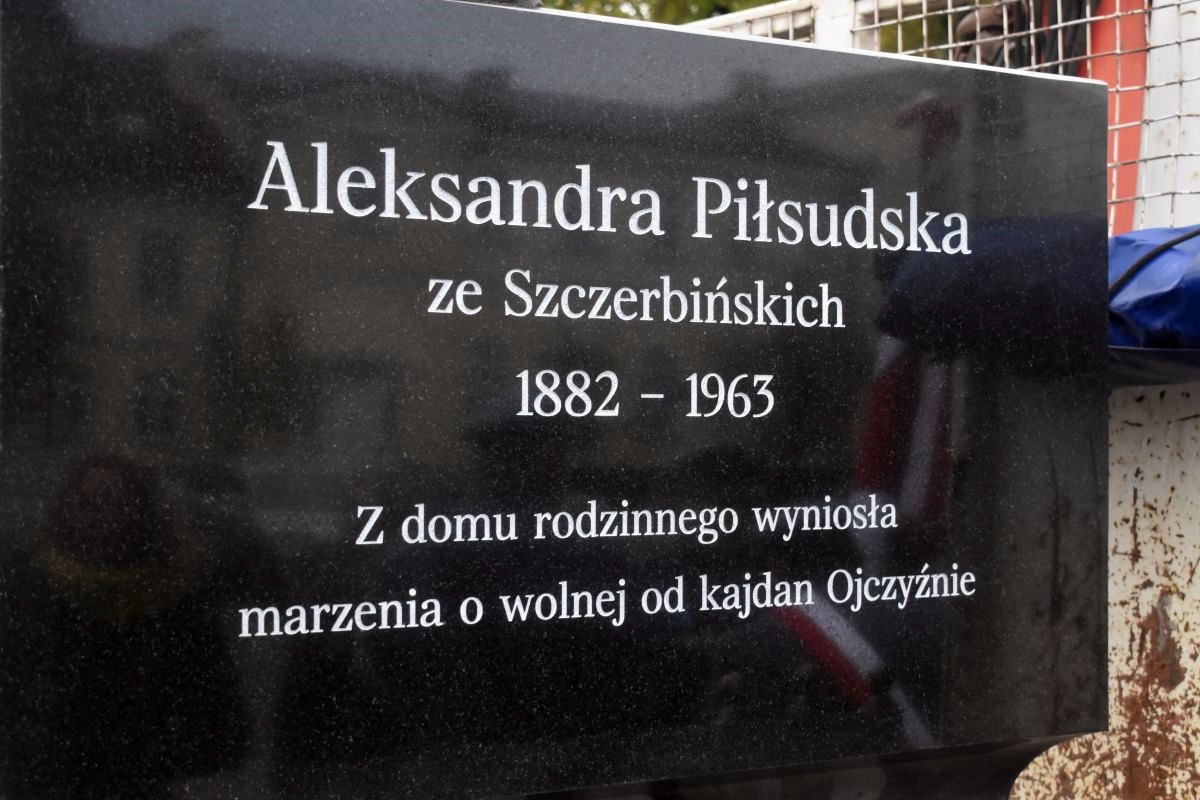 Aleksandra Piłsudska
ze Szczerbińskich
1882 – 1963
Z domu rodzinnego wyniosła
marzenia o wolnej od kajdan Ojczyźnie